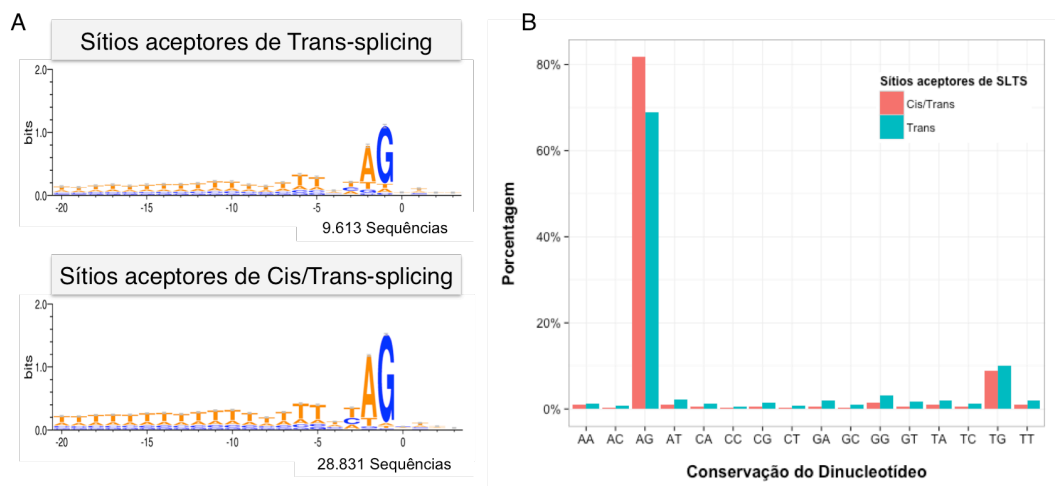 A
Sítios aceptores de Trans-splicing
2.0
1.0
0.0
bits
AG
-20 -15 -10 -5 0
9.613 Sequências
Sítios aceptores de Cis/Trans-splicing
2.0
1.0
0.0
bits
AG
-20 -15 -10 -5 0
28.831 Sequências
B
80%
60%
40%
20%
0%
Porcentagem
Sítios aceptores de SLTS
Cis/Trans
Trans
AA AC AG AT CA CC CG CT GA GC GG GT TA TC TG TT
Conservação do Dinucleotídeo